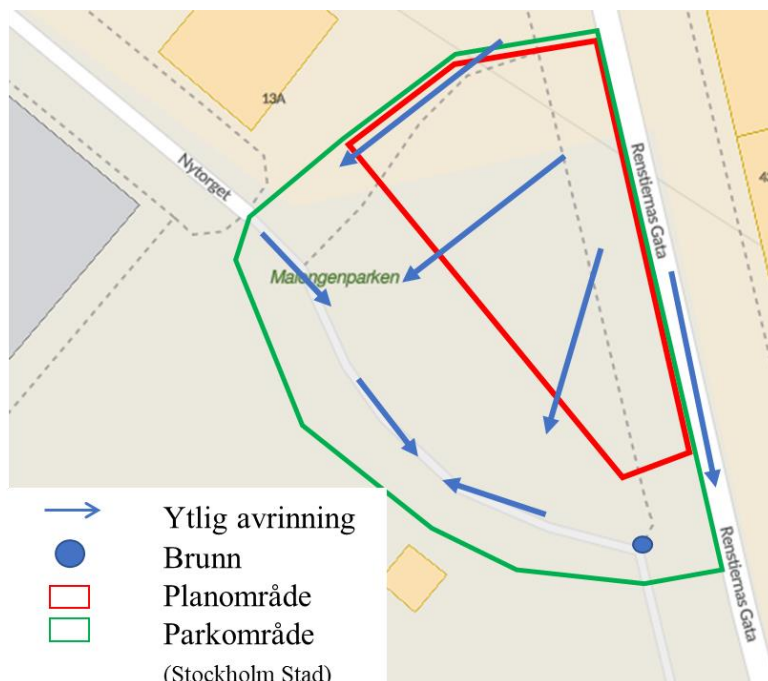 13A
Nytorget
Renstiernas Gata
Malongenparken
Renstiernas Gata
Ytlig avrinning
Brunn
Planområde
Parkområde
(Stockholm Stad)